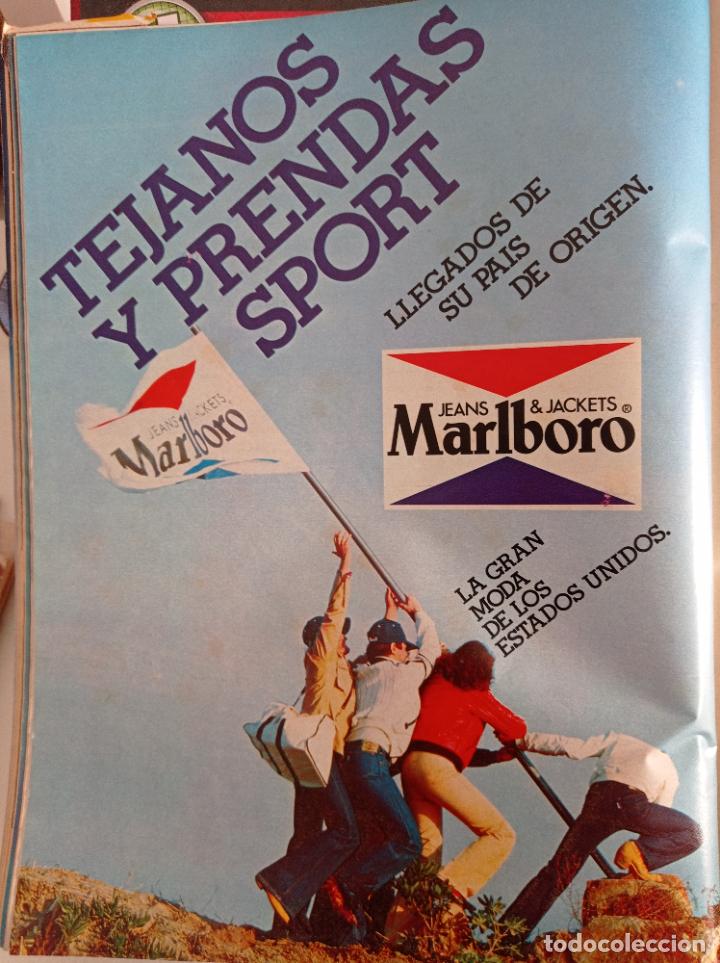 TEJANOS
Y PRENDAS
SPORT
LLEGADOS DE
SU PAIS
DE ORIGEN.
JEANS & JACKETS®
Marlboro
JEANS & JACKETS
Marlboro
LA GRAN
MODA
DE LOS
ESTADOS UNIDOS.
todocoleccion